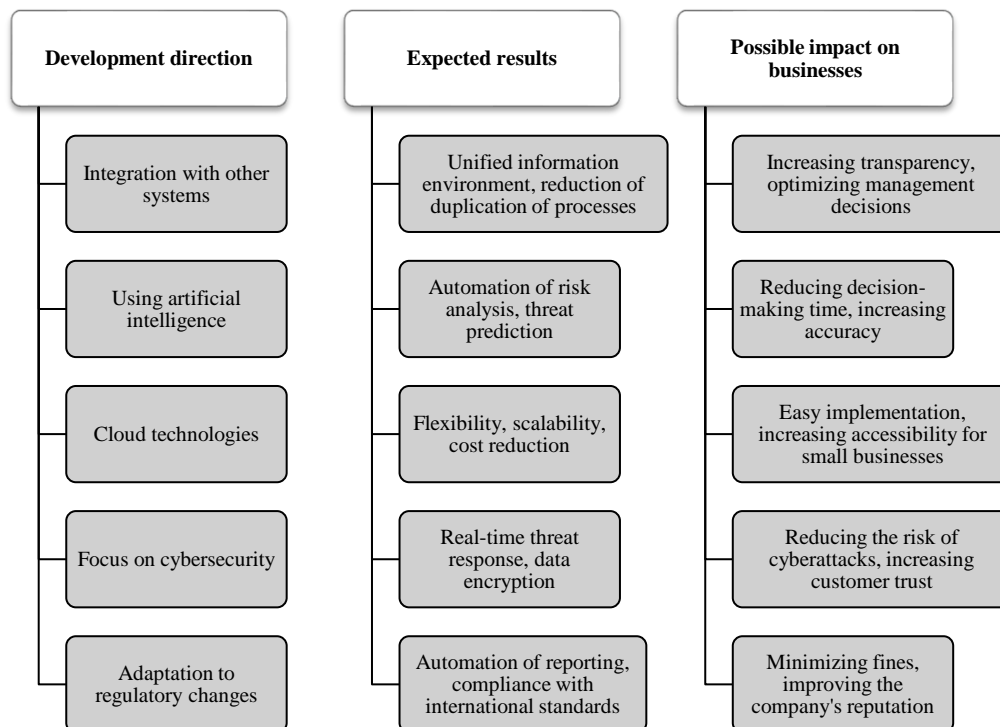 Development direction
Integration with other
systems
Using artificial
intelligence
Cloud technologies
Focus on cybersecurity
Adaptation to
regulatory changes
Expected results
Unified information
environment, reduction of
duplication of processes
Automation of risk
analysis, threat
prediction
Flexibility, scalability,
cost reduction
Real-time threat
response, data
encryption
Automation of reporting,
compliance with
international standards
Possible impact on
businesses
Increasing transparency,
optimizing management
decisions
Reducing decision-
making time, increasing
accuracy
Easy implementation,
increasing accessibility for
small businesses
Reducing the risk of
cyberattacks, increasing
customer trust
Minimizing fines,
improving the
company's reputation